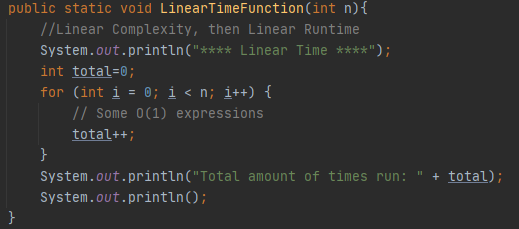 public static void LinearTimeFunction(int n){
//Linear Complexity, then Linear Runtime
System.out.println("**** Linear Time ****");
int total=0;
for (int i = 0; i < n; i++) {
// Some O(1) expressions
total++;
}
System.out.println("Total amount of times run: " + total);
System.out.println();
}